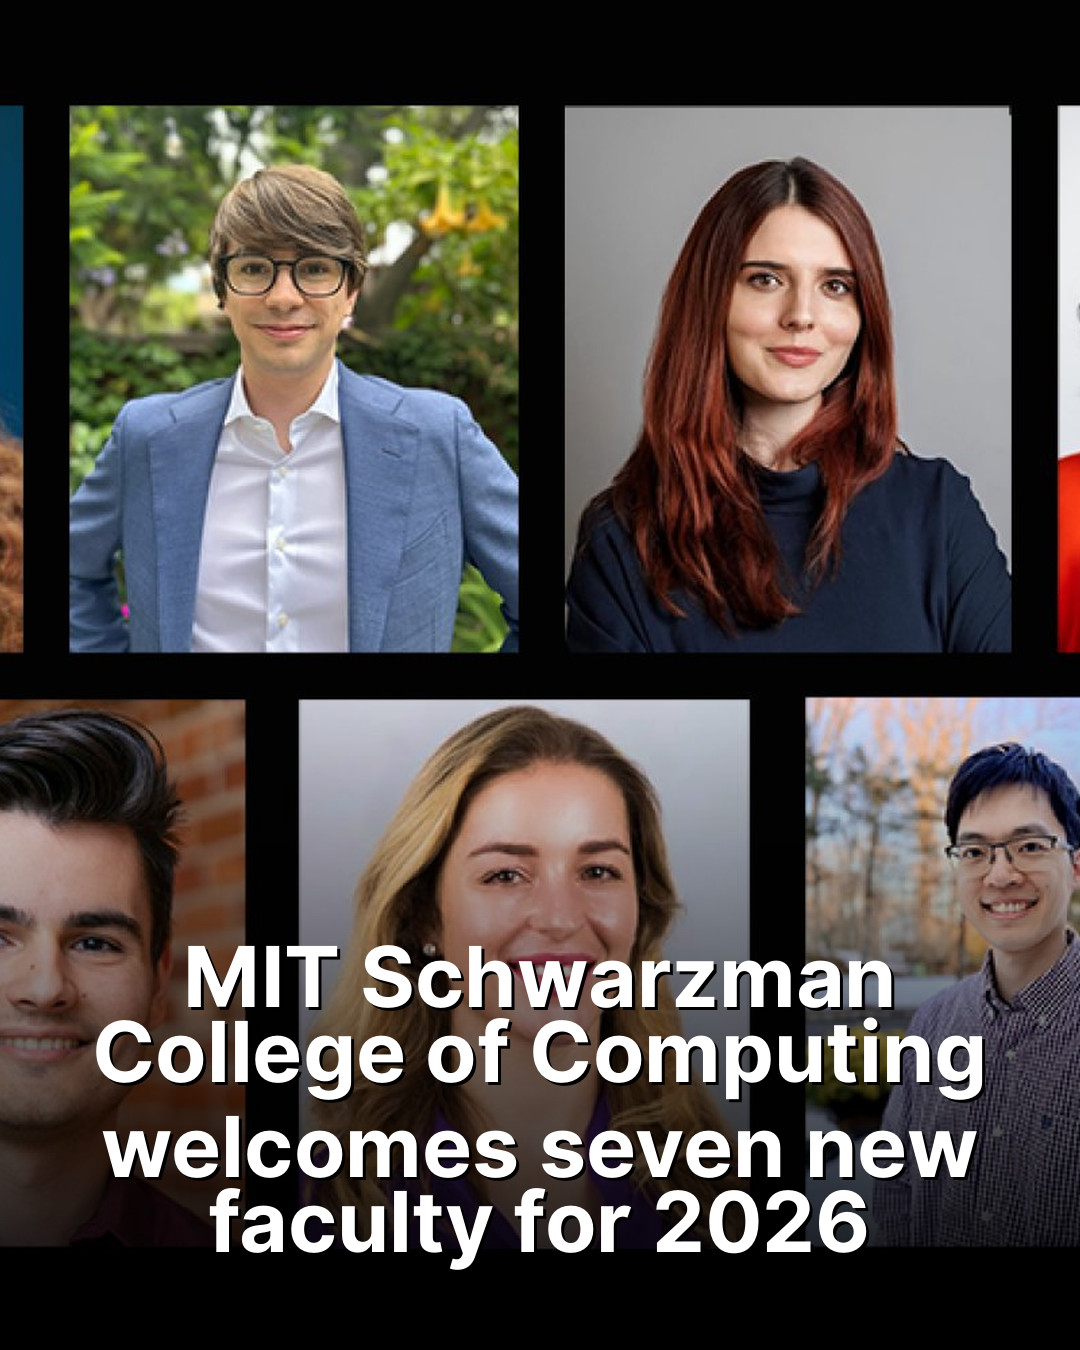 MIT Schwarzman
College of Computing
welcomes seven new
faculty for 2026